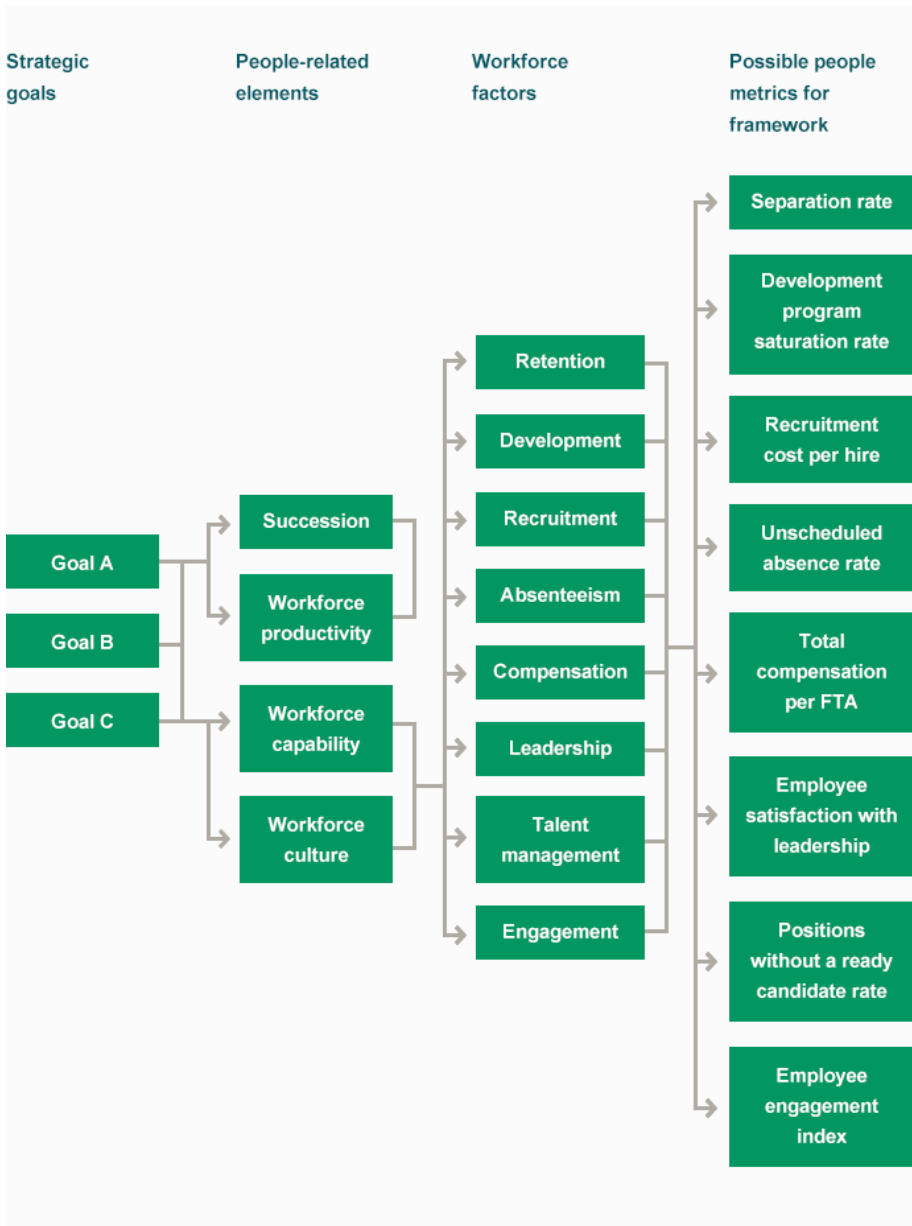 Strategic
goals
People-related
elements
Workforce
factors
Possible people
metrics for
framework
Goal A
Goal B
Goal C
Succession
Workforce
productivity
Workforce
capability
Workforce
culture
Retention
Development
Recruitment
Absenteeism
Compensation
Leadership
Talent
management
Engagement
Separation rate
Development
program
saturation rate
Recruitment
cost per hire
Unscheduled
absence rate
Total
compensation
per FTA
Employee
satisfaction with
leadership
Positions
without a ready
candidate rate
Employee
engagement
index